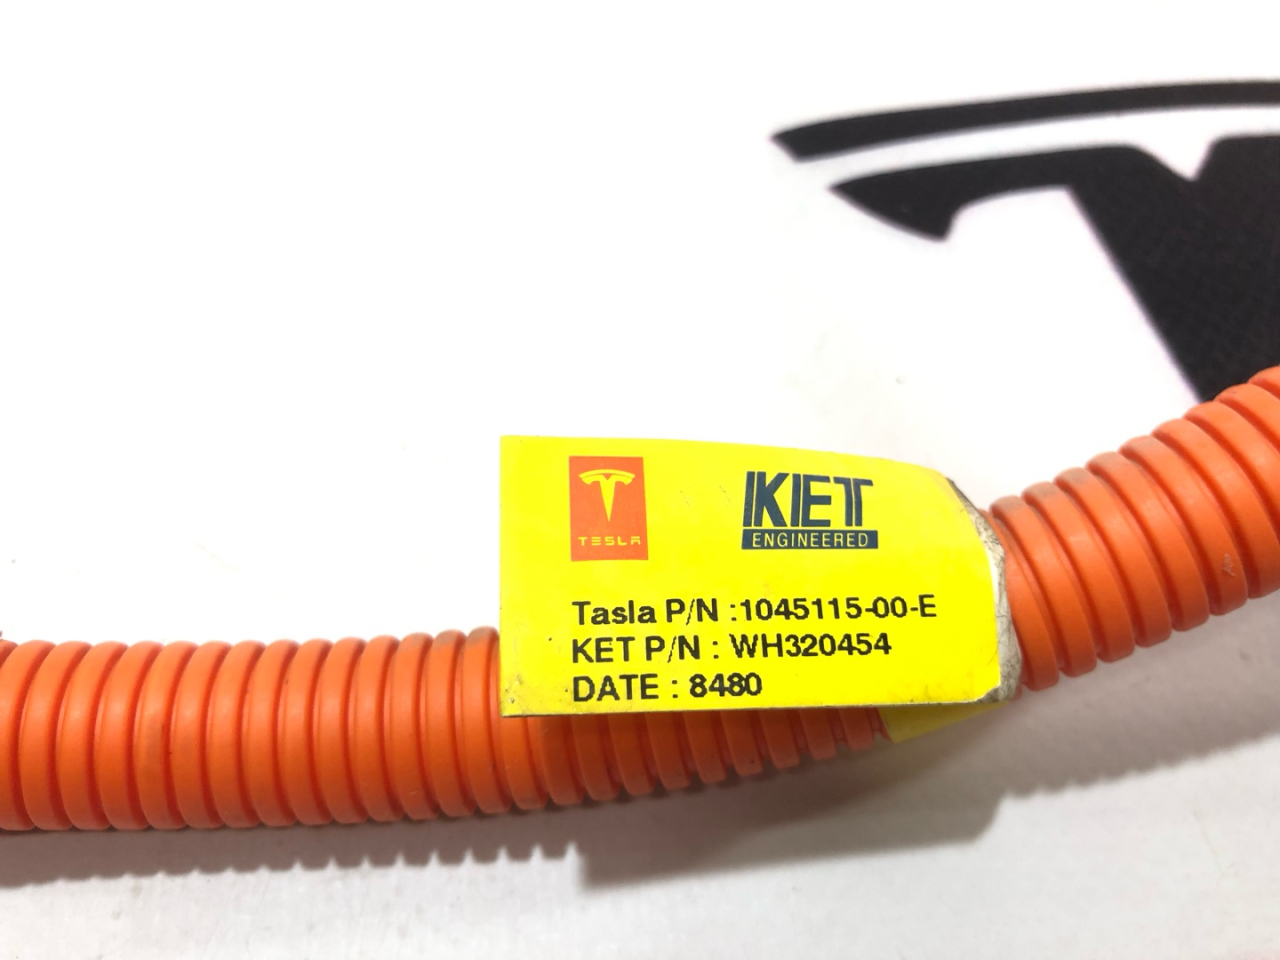 TESLA
KET
ENGINEERED
Tasla P/N :1045115-00-E
KET P/N : WH320454
DATE : 8480